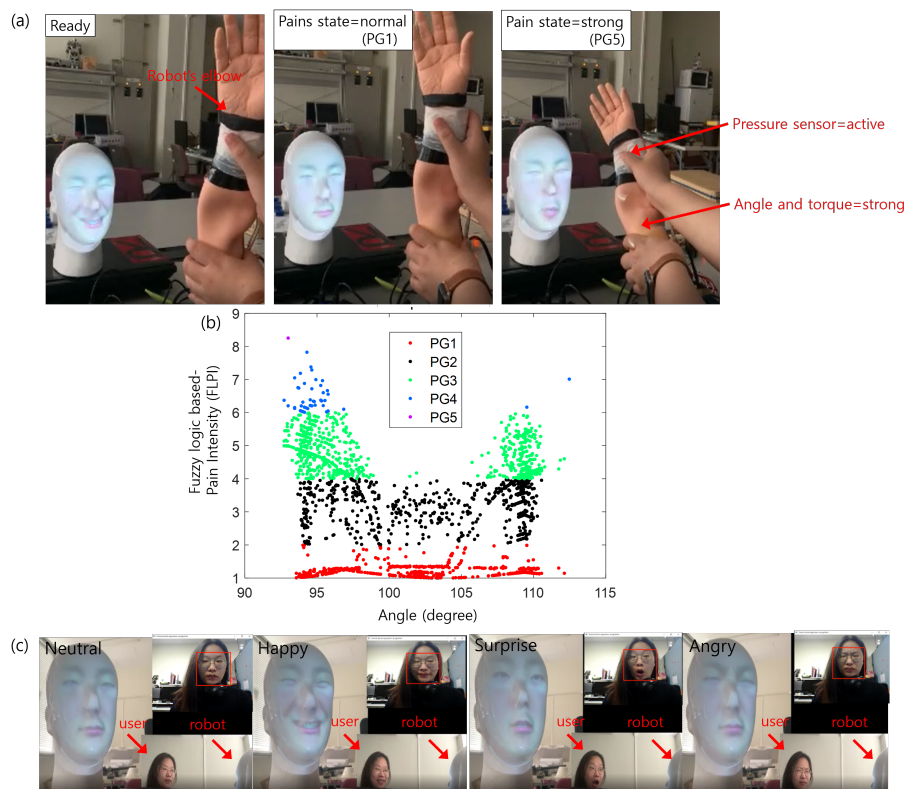 (a)
Ready
Pains state=normal
(PG1)
Pain state=strong
(PG5)
Robot's elbow
Pressure sensor=active
Angle and torque=strong
(b)
9
8
7
6
5
4
3
2
1
Fuzzy logic based-
Pain Intensity (FLPI)
PG1
PG2
PG3
PG4
PG5
90
95
100
105
110
115
Angle (degree)
(c)
Neutral
Happy
Surprise
Angry
user
robot
user
robot
user
robot
user
robot